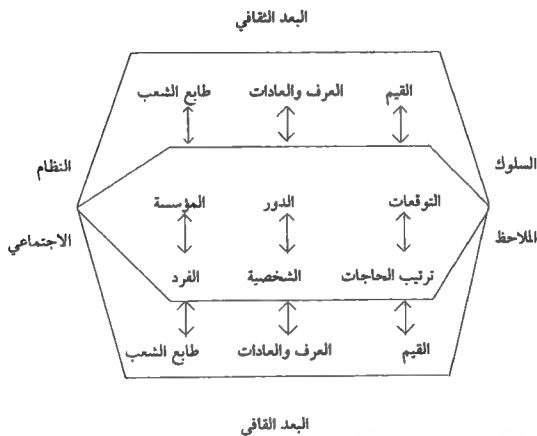 البعد الثقافي
القيم العرف والعادات طابع الشعب
السلوك النظام
التوقعات الدور المؤسسة
الملاحظ الاجتماعي
ترتيب الحاجات الشخصية الفرد
القيم العرف والعادات طابع الشعب
البعد القافي